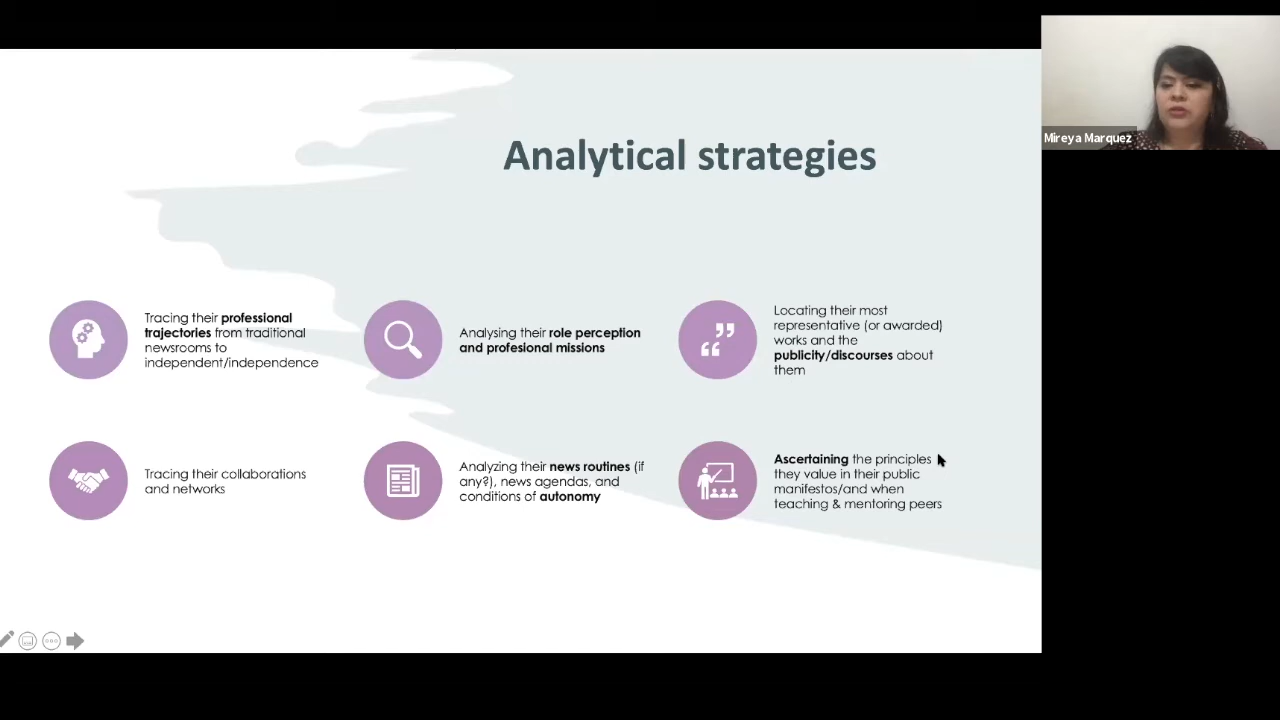 Analytical strategies
Mireya Marquez
Tracing their professional
trajectories from traditional
newsrooms to
independent/independence
Analysing their role perception
and profesional missions
Locating their most
representative (or awarded)
works and the
publicity/discourses about
them
Tracing their collaborations
and networks
Analyzing their news routines (if
any?), news agendas, and
conditions of autonomy
Ascertaining the principles
they value in their public
manifestos/and when
teaching & mentoring peers